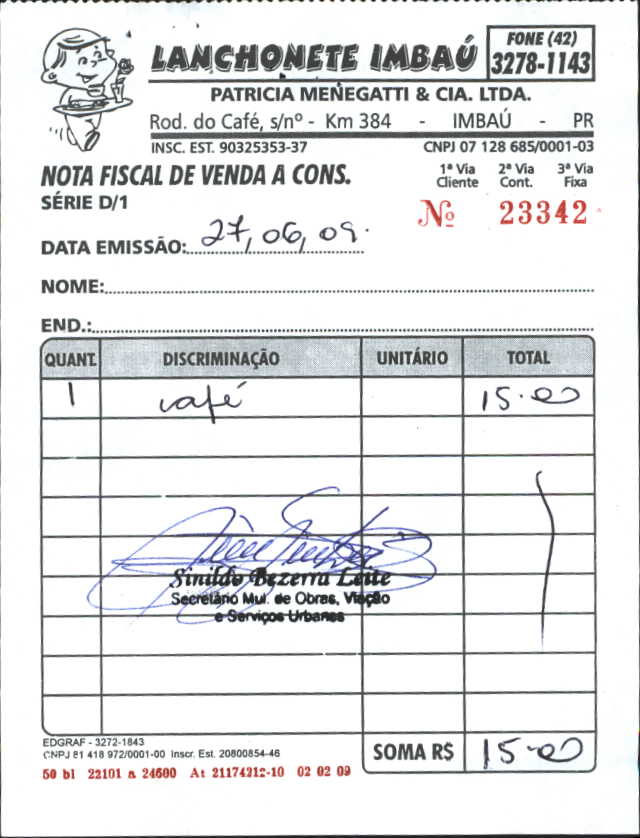 LANCHONETE IMBAÚ
FONE (42)
3278-1143
PATRICIA MENEGATTI & CIA. LTDA.
Rod. do Café, s/nº - Km 384 - IMBAÚ - PR
INSC. EST. 90325353-37 CNPJ 07 128 685/0001-03
NOTA FISCAL DE VENDA A CONS.
1ª Via Cliente 2ª Via Cont. 3ª Via Fixa
SÉRIE D/1
Nº 23342
DATA EMISSÃO: 27,06,09.
NOME:
END.:
QUANT. DISCRIMINAÇÃO UNITÁRIO TOTAL
1 café 15.00
Sinildo Bezerra Leite
Secretário Mul. de Obras, Viação
e Serviços Urbanos
EDGRAF - 3272-1843
CNPJ 81 418 972/0001-00 Inscr. Est. 20800854-46
50 bl 22101 a 24600 At 21174212-10 02 02 09
SOMA R$ 15.00